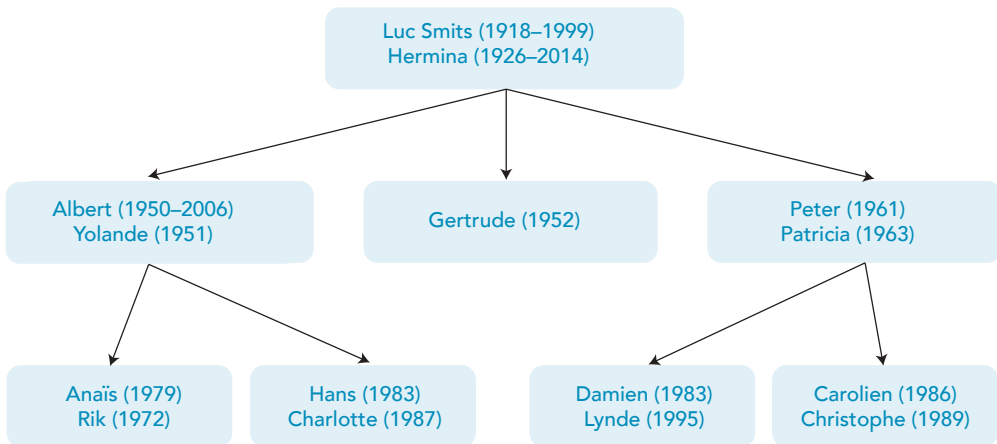 Luc Smits (1918–1999)
Hermina (1926–2014)
Albert (1950–2006)
Yolande (1951)
Gertrude (1952)
Peter (1961)
Patricia (1963)
Anaïs (1979)
Rik (1972)
Hans (1983)
Charlotte (1987)
Damien (1983)
Lynde (1995)
Carolien (1986)
Christophe (1989)